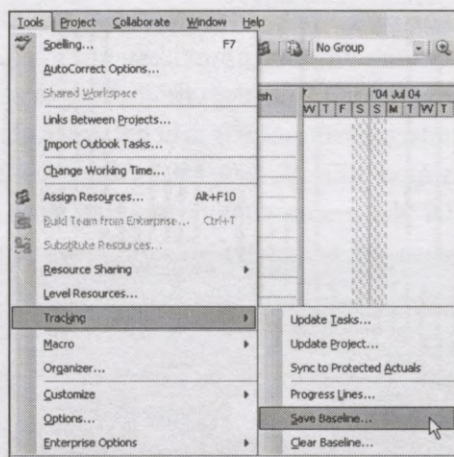 Tools Project Collaborate Window Help
Spelling... F7
No Group
AutoCorrect Options...
Shared Workspace
'04 Jul 04
W T F S S M T W T
Links Between Projects...
Import Outlook Tasks...
Change Working Time...
Assign Resources... Alt+F10
Build Team from Enterprise... Ctrl+T
Substitute Resources...
Resource Sharing
Level Resources...
Tracking
Macro
Organizer...
Customize
Options...
Enterprise Options
Update Tasks...
Update Project...
Sync to Protected Actuals
Progress Lines...
Save Baseline...
Clear Baseline...